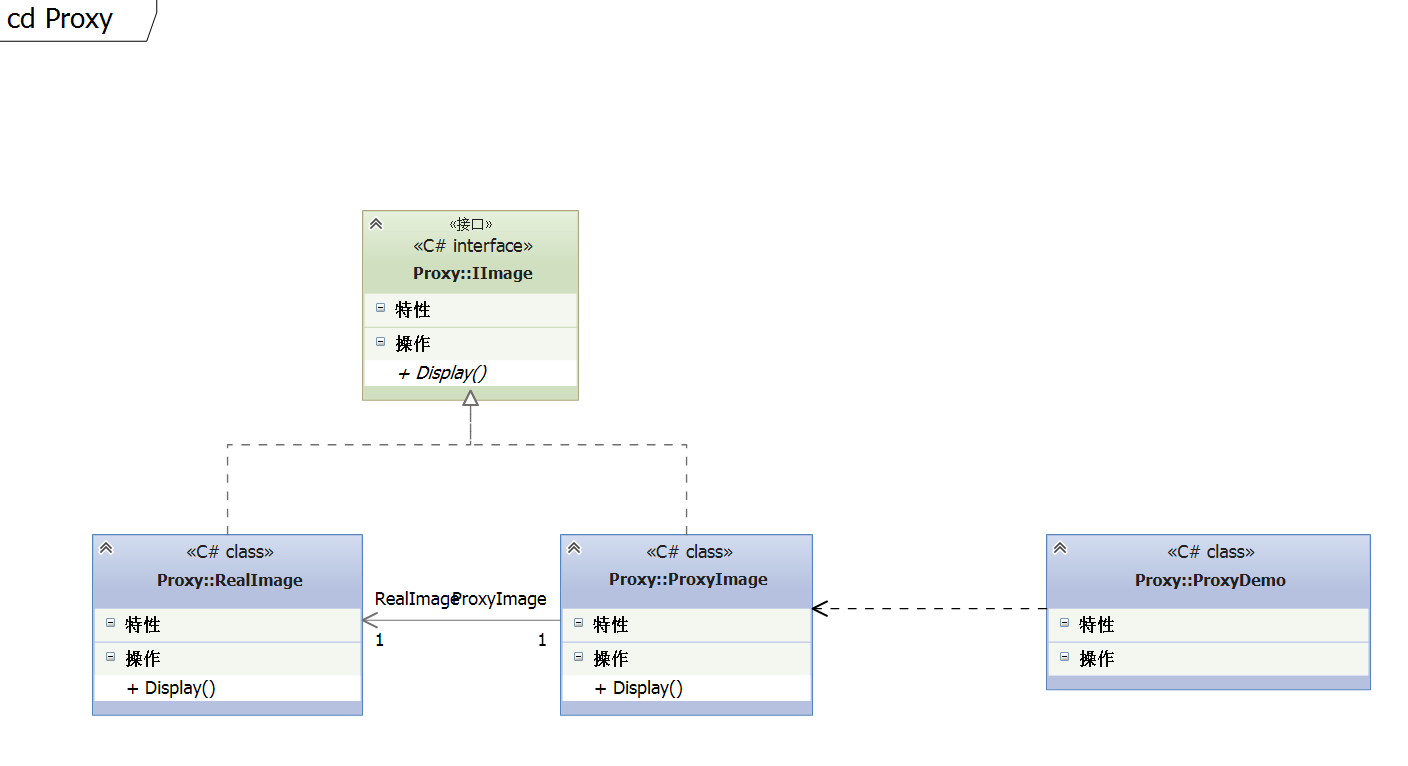 cd Proxy
«接口»
«C# interface»
Proxy::IImage
特性
操作
+ Display()
«C# class»
Proxy::RealImage
特性
操作
+ Display()
RealImage
ProxyImage
1
1
«C# class»
Proxy::ProxyImage
特性
操作
+ Display()
«C# class»
Proxy::ProxyDemo
特性
操作